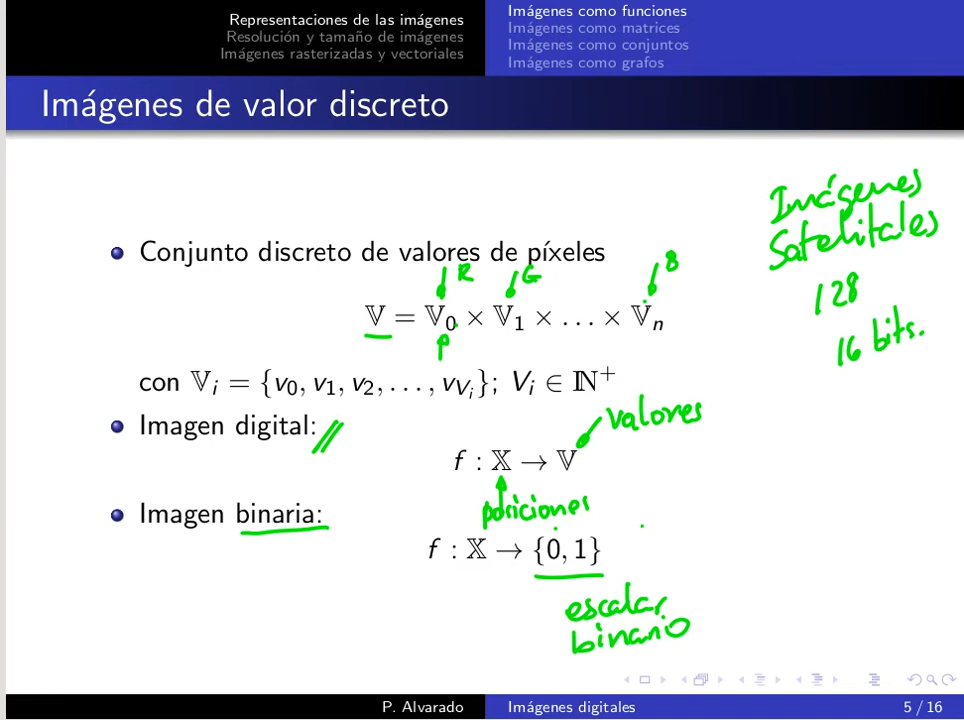 Representaciones de las imágenes
Resolución y tamaño de imágenes
Imágenes rasterizadas y vectoriales
Imágenes como funciones
Imágenes como matrices
Imágenes como conjuntos
Imágenes como grafos
Imágenes de valor discreto
Imágenes
Satelitales
128
16 bits.
Conjunto discreto de valores de píxeles
R G B
𝕍 = 𝕍₀ × 𝕍₁ × . . . × 𝕍ₙ
con 𝕍ᵢ = {v₀, v₁, v₂, . . . , v_{Vᵢ}}; Vᵢ ∈ ℕ⁺
valores
Imagen digital:
f : 𝕏 → 𝕍
posiciones
Imagen binaria:
f : 𝕏 → {0, 1}
escalar
binario
P. Alvarado
Imágenes digitales
5 / 16